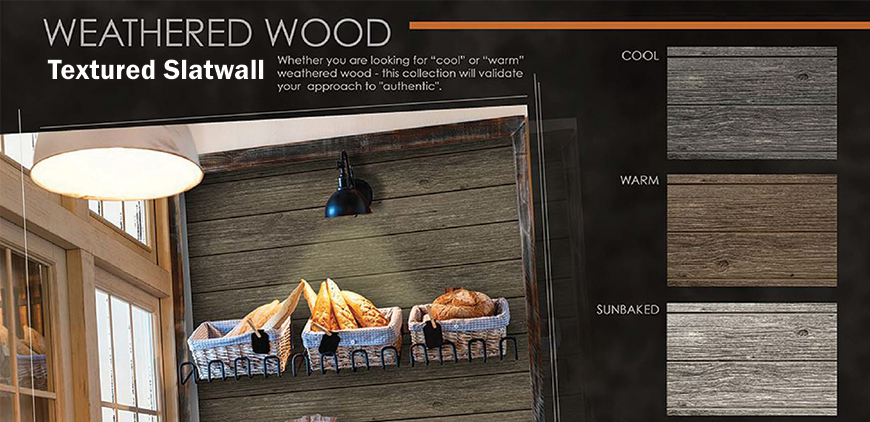 WEATHERED WOOD
Textured Slatwall
Whether you are looking for “cool” or “warm”
weathered wood - this collection will validate
your approach to "authentic".
COOL
WARM
SUNBAKED